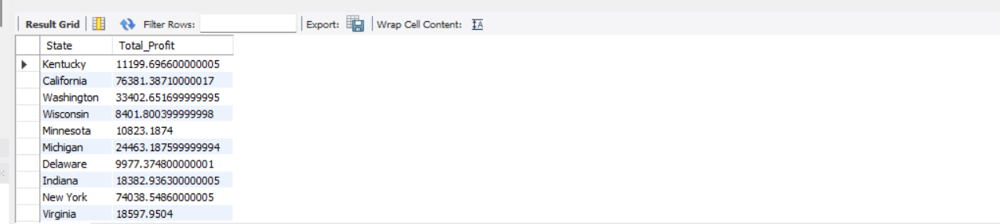 Result Grid Filter Rows: Export: Wrap Cell Content:
State Total_Profit
Kentucky 11199.696600000005
California 76381.38710000017
Washington 33402.651699999995
Wisconsin 8401.800399999998
Minnesota 10823.1874
Michigan 24463.187599999994
Delaware 9977.374800000001
Indiana 18382.936300000005
New York 74038.54860000005
Virginia 18597.9504